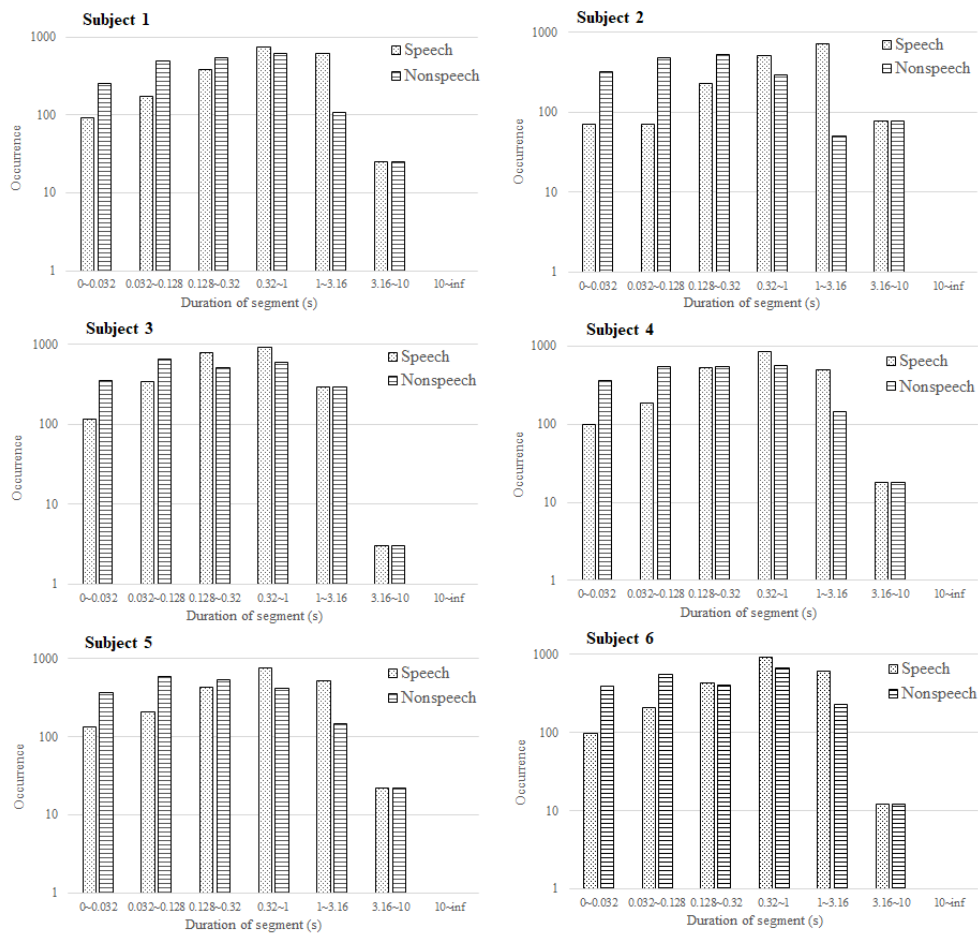 Subject 1
1000
100
10
1
Occurrence
Speech
Nonspeech
0~0.032 0.032~0.128 0.128~0.32 0.32~1 1~3.16 3.16~10 10~inf
Duration of segment (s)
Subject 2
1000
100
10
1
Occurrence
Speech
Nonspeech
0~0.032 0.032~0.128 0.128~0.32 0.32~1 1~3.16 3.16~10 10~inf
Duration of segment (s)
Subject 3
1000
100
10
1
Occurrence
Speech
Nonspeech
0~0.032 0.032~0.128 0.128~0.32 0.32~1 1~3.16 3.16~10 10~inf
Duration of segment (s)
Subject 4
1000
100
10
1
Occurrence
Speech
Nonspeech
0~0.032 0.032~0.128 0.128~0.32 0.32~1 1~3.16 3.16~10 10~inf
Duration of segment (s)
Subject 5
1000
100
10
1
Occurrence
Speech
Nonspeech
0~0.032 0.032~0.128 0.128~0.32 0.32~1 1~3.16 3.16~10 10~inf
Duration of segment (s)
Subject 6
1000
100
10
1
Occurrence
Speech
Nonspeech
0~0.032 0.032~0.128 0.128~0.32 0.32~1 1~3.16 3.16~10 10~inf
Duration of segment (s)